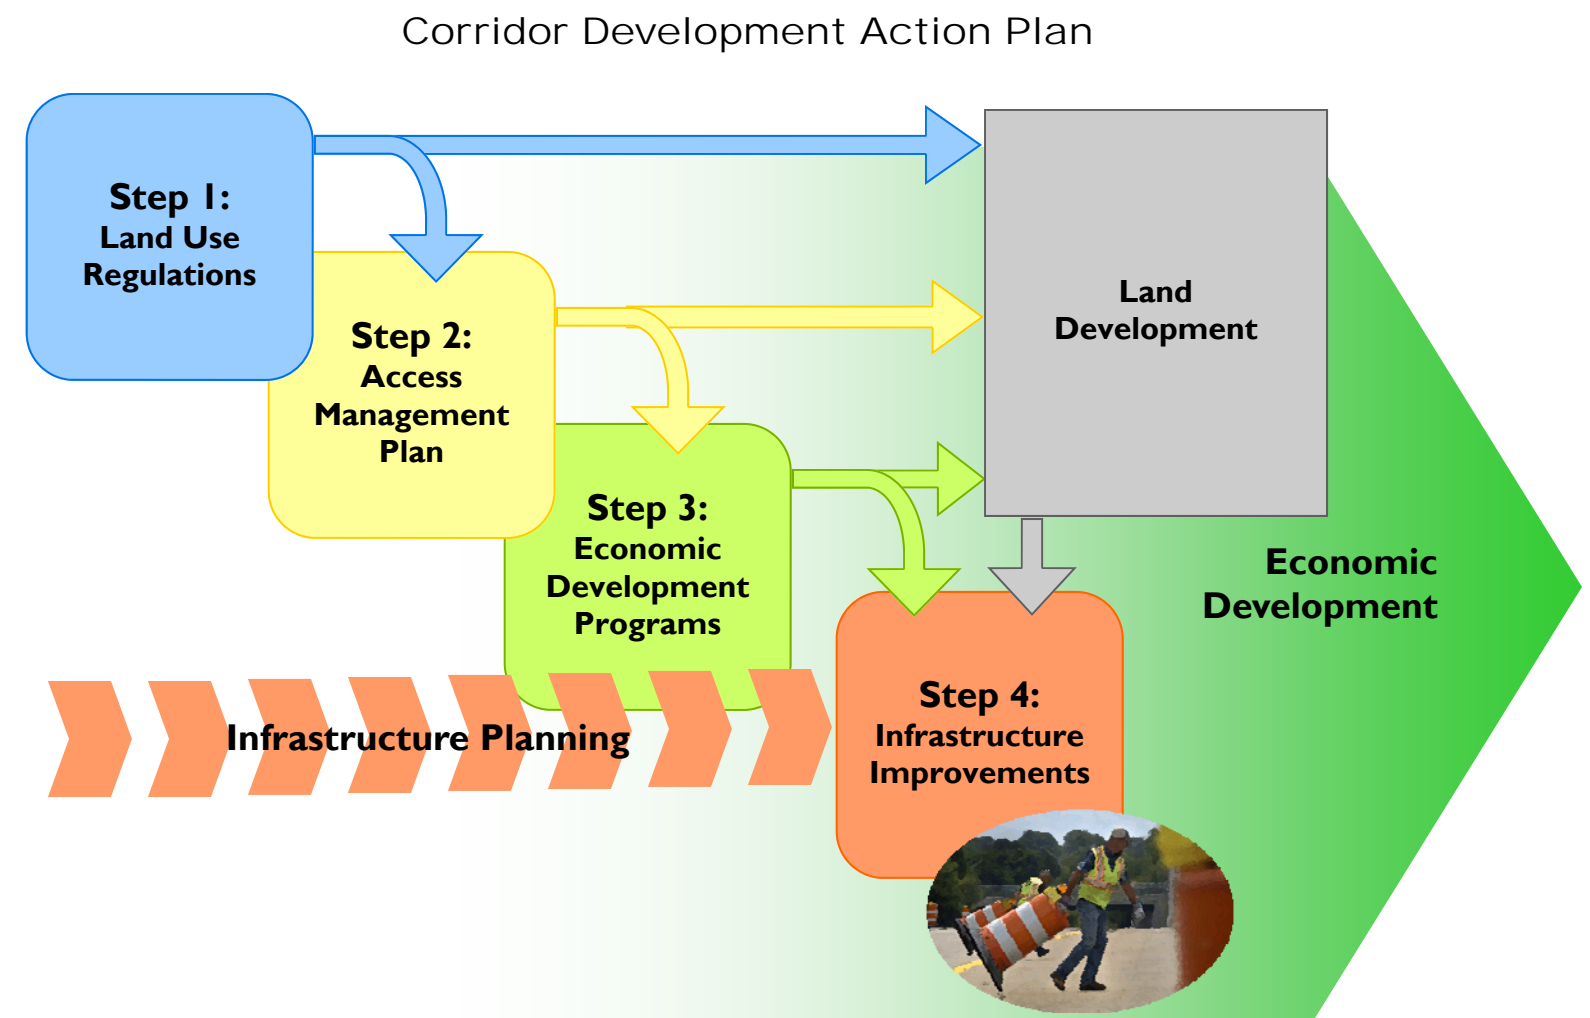 Corridor Development Action Plan
Step 1:
Land Use
Regulations
Step 2:
Access
Management
Plan
Step 3:
Economic
Development
Programs
Land
Development
Economic
Development
Infrastructure Planning
Step 4:
Infrastructure
Improvements